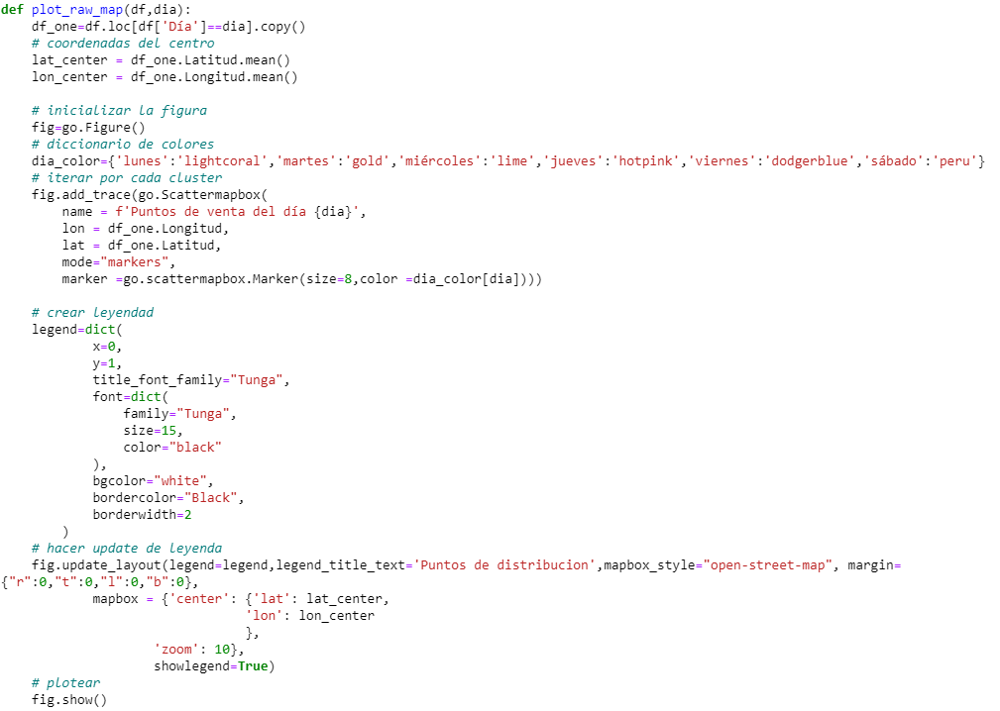 def plot_raw_map(df,dia):
    df_one=df.loc[df['Día']==dia].copy()
    # coordenadas del centro
    lat_center = df_one.Latitud.mean()
    lon_center = df_one.Longitud.mean()

    # inicializar la figura
    fig=go.Figure()
    # diccionario de colores
    dia_color={'lunes':'lightcoral','martes':'gold','miércoles':'lime','jueves':'hotpink','viernes':'dodgerblue','sábado':'peru'}
    # iterar por cada cluster
    fig.add_trace(go.Scattermapbox(
        name = f'Puntos de venta del día {dia}',
        lon = df_one.Longitud,
        lat = df_one.Latitud,
        mode="markers",
        marker =go.scattermapbox.Marker(size=8,color =dia_color[dia])))

    # crear leyendad
    legend=dict(
            x=0,
            y=1,
            title_font_family="Tunga",
            font=dict(
                family="Tunga",
                size=15,
                color="black"
            ),
            bgcolor="white",
            bordercolor="Black",
            borderwidth=2
        )
    # hacer update de leyenda
    fig.update_layout(legend=legend,legend_title_text='Puntos de distribucion',mapbox_style="open-street-map", margin=
{"r":0,"t":0,"l":0,"b":0},
            mapbox = {'center': {'lat': lat_center,
                                'lon': lon_center
                                },
                    'zoom': 10},
                    showlegend=True)
    # plotear
    fig.show()